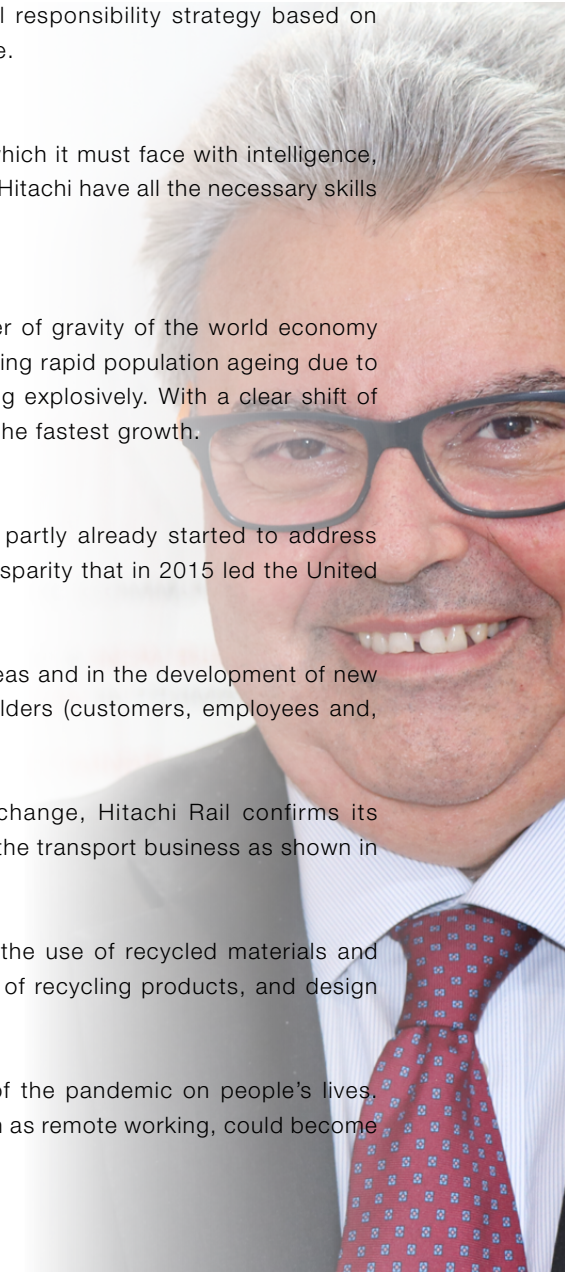 l responsibility strategy based on
e.
which it must face with intelligence,
Hitachi have all the necessary skills
er of gravity of the world economy
ing rapid population ageing due to
g explosively. With a clear shift of
he fastest growth.
partly already started to address
sparity that in 2015 led the United
eas and in the development of new
lders (customers, employees and,
change, Hitachi Rail confirms its
the transport business as shown in
the use of recycled materials and
of recycling products, and design
of the pandemic on people's lives.
h as remote working, could become